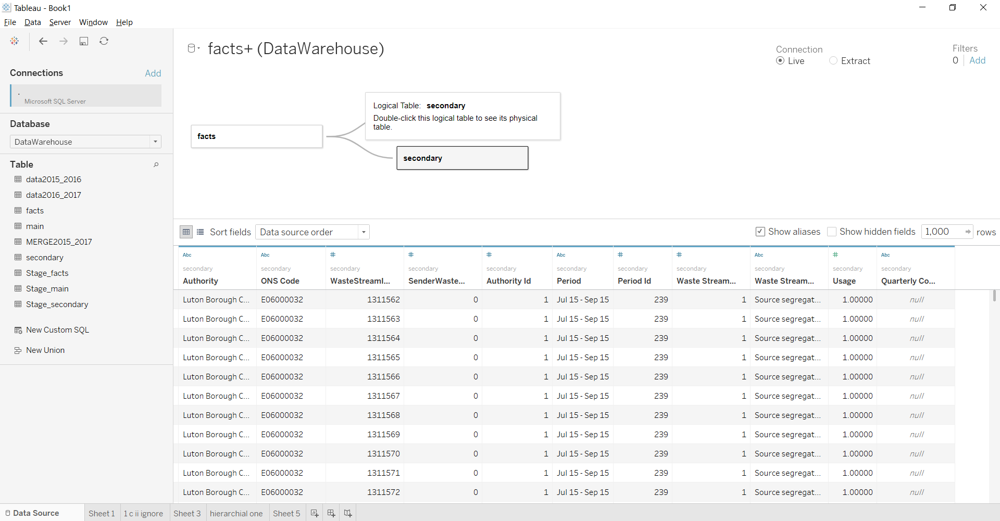 Tableau - Book1
File Data Server Window Help
Connections Add
.
Microsoft SQL Server
Database
DataWarehouse
Table
data2015_2016
data2016_2017
facts
main
MERGE2015_2017
secondary
Stage_facts
Stage_main
Stage_secondary
New Custom SQL
New Union
facts+ (DataWarehouse)
Connection
Live Extract
Filters
0 Add
facts
Logical Table: secondary
Double-click this logical table to see its physical
table.
secondary
Sort fields Data source order Show aliases Show hidden fields 1,000 rows
Abc Abc # # # Abc # # Abc # Abc
secondary secondary secondary secondary secondary secondary secondary secondary secondary secondary secondary
Authority ONS Code WasteStreamI... SenderWaste... Authority Id Period Period Id Waste Stream... Waste Stream... Usage Quarterly Co...
Luton Borough C... E06000032 1311562 0 1 Jul 15 - Sep 15 239 1 Source segregat... 1.00000 null
Luton Borough C... E06000032 1311563 0 1 Jul 15 - Sep 15 239 1 Source segregat... 1.00000 null
Luton Borough C... E06000032 1311564 0 1 Jul 15 - Sep 15 239 1 Source segregat... 1.00000 null
Luton Borough C... E06000032 1311565 0 1 Jul 15 - Sep 15 239 1 Source segregat... 1.00000 null
Luton Borough C... E06000032 1311566 0 1 Jul 15 - Sep 15 239 1 Source segregat... 1.00000 null
Luton Borough C... E06000032 1311567 0 1 Jul 15 - Sep 15 239 1 Source segregat... 1.00000 null
Luton Borough C... E06000032 1311568 0 1 Jul 15 - Sep 15 239 1 Source segregat... 1.00000 null
Luton Borough C... E06000032 1311569 0 1 Jul 15 - Sep 15 239 1 Source segregat... 1.00000 null
Luton Borough C... E06000032 1311570 0 1 Jul 15 - Sep 15 239 1 Source segregat... 1.00000 null
Luton Borough C... E06000032 1311571 0 1 Jul 15 - Sep 15 239 1 Source segregat... 1.00000 null
Luton Borough C... E06000032 1311572 0 1 Jul 15 - Sep 15 239 1 Source segregat... 1.00000 null
Data Source Sheet 1 1 c ii ignore Sheet 3 hierarchial one Sheet 5